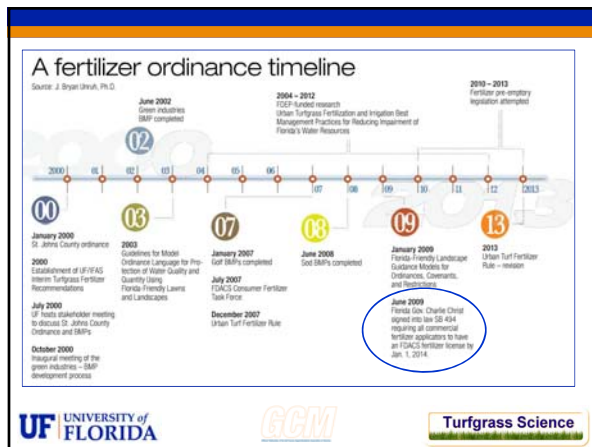 A fertilizer ordinance timeline
Source: J. Bryan Unruh, Ph.D.
June 2002
Green industries
BMP completed
02
2004 – 2012
FDEP-funded research
Urban Turfgrass Fertilization and Irrigation Best
Management Practices for Reducing Impairment of
Florida's Water Resources
2010 – 2013
Fertilizer pre-emptory
legislation attempted
2000
2013
2000 01 02 03 04 05 06 07 08 09 10 11 12 2013
00
January 2000
St. Johns County ordinance
2000
Establishment of UF/IFAS
Interim Turfgrass Fertilizer
Recommendations
July 2000
UF hosts stakeholder meeting
to discuss St. Johns County
Ordinance and BMPs
October 2000
Inaugural meeting of the
green industries – BMP
development process
03
2003
Guidelines for Model
Ordinance Language for Pro-
tection of Water Quality and
Quantity Using
Florida-Friendly Lawns
and Landscapes
07
January 2007
Golf BMPs completed
July 2007
FDACS Consumer Fertilizer
Task Force
December 2007
Urban Turf Fertilizer Rule
08
June 2008
Sod BMPs completed
09
January 2009
Florida-Friendly Landscape
Guidance Models for
Ordinances, Covenants,
and Restrictions
June 2009
Florida Gov. Charlie Christ
signed into law SB 494
requiring all commercial
fertilizer applicators to have
an FDACS fertilizer license by
Jan. 1, 2014.
13
2013
Urban Turf Fertilizer
Rule – revision
UF UNIVERSITY of
FLORIDA
GCM
Turfgrass Science